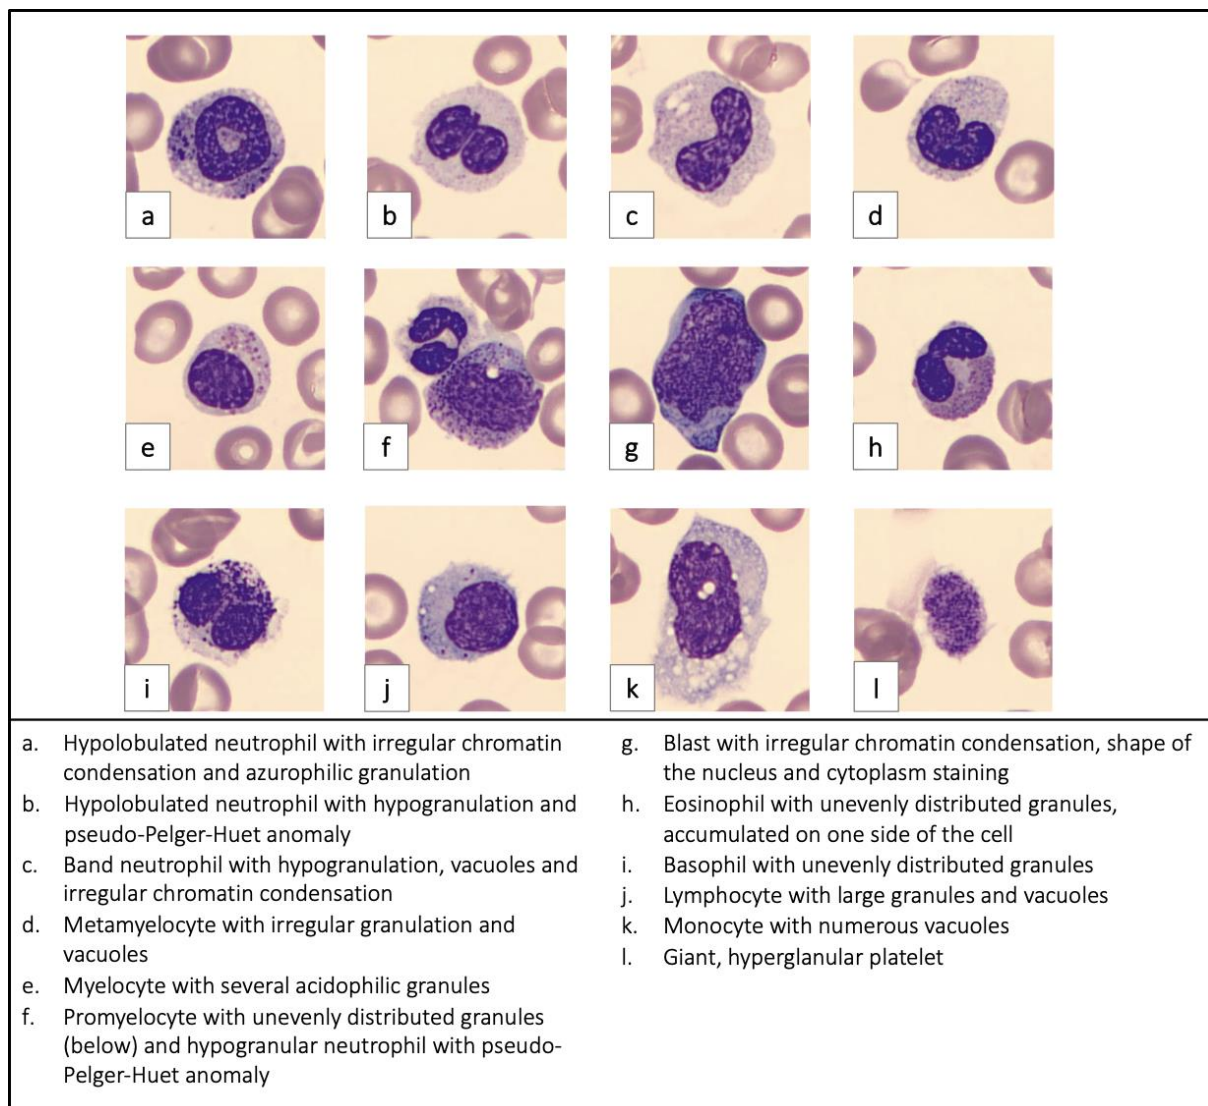 a
b
c
d
e
f
g
h
i
j
k
l
a. Hypolobulated neutrophil with irregular chromatin
condensation and azurophilic granulation
b. Hypolobulated neutrophil with hypogranulation and
pseudo-Pelger-Huet anomaly
c. Band neutrophil with hypogranulation, vacuoles and
irregular chromatin condensation
d. Metamyelocyte with irregular granulation and
vacuoles
e. Myelocyte with several acidophilic granules
f. Promyelocyte with unevenly distributed granules
(below) and hypogranular neutrophil with pseudo-
Pelger-Huet anomaly
g. Blast with irregular chromatin condensation, shape of
the nucleus and cytoplasm staining
h. Eosinophil with unevenly distributed granules,
accumulated on one side of the cell
i. Basophil with unevenly distributed granules
j. Lymphocyte with large granules and vacuoles
k. Monocyte with numerous vacuoles
l. Giant, hyperglanular platelet